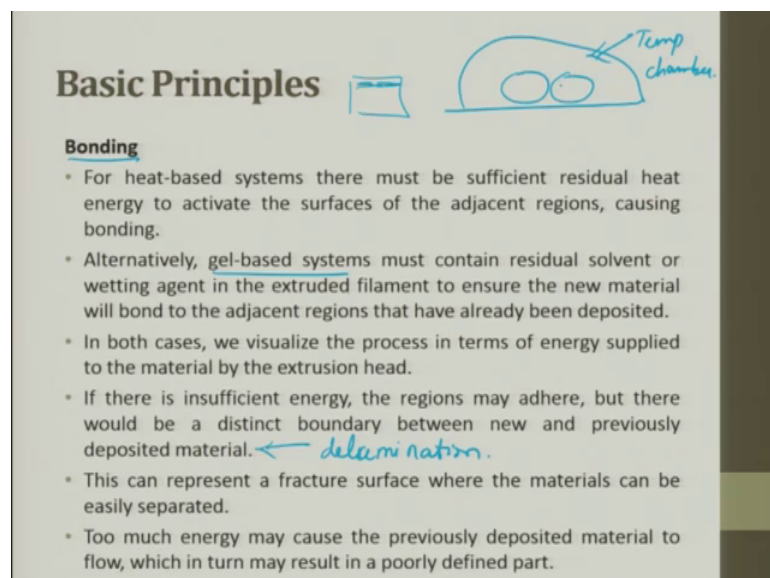 Temp
chamber.
Basic Principles
Bonding
• For heat-based systems there must be sufficient residual heat
energy to activate the surfaces of the adjacent regions, causing
bonding.
• Alternatively, gel-based systems must contain residual solvent or
wetting agent in the extruded filament to ensure the new material
will bond to the adjacent regions that have already been deposited.
• In both cases, we visualize the process in terms of energy supplied
to the material by the extrusion head.
• If there is insufficient energy, the regions may adhere, but there
would be a distinct boundary between new and previously
deposited material. ← delamination.
• This can represent a fracture surface where the materials can be
easily separated.
• Too much energy may cause the previously deposited material to
flow, which in turn may result in a poorly defined part.